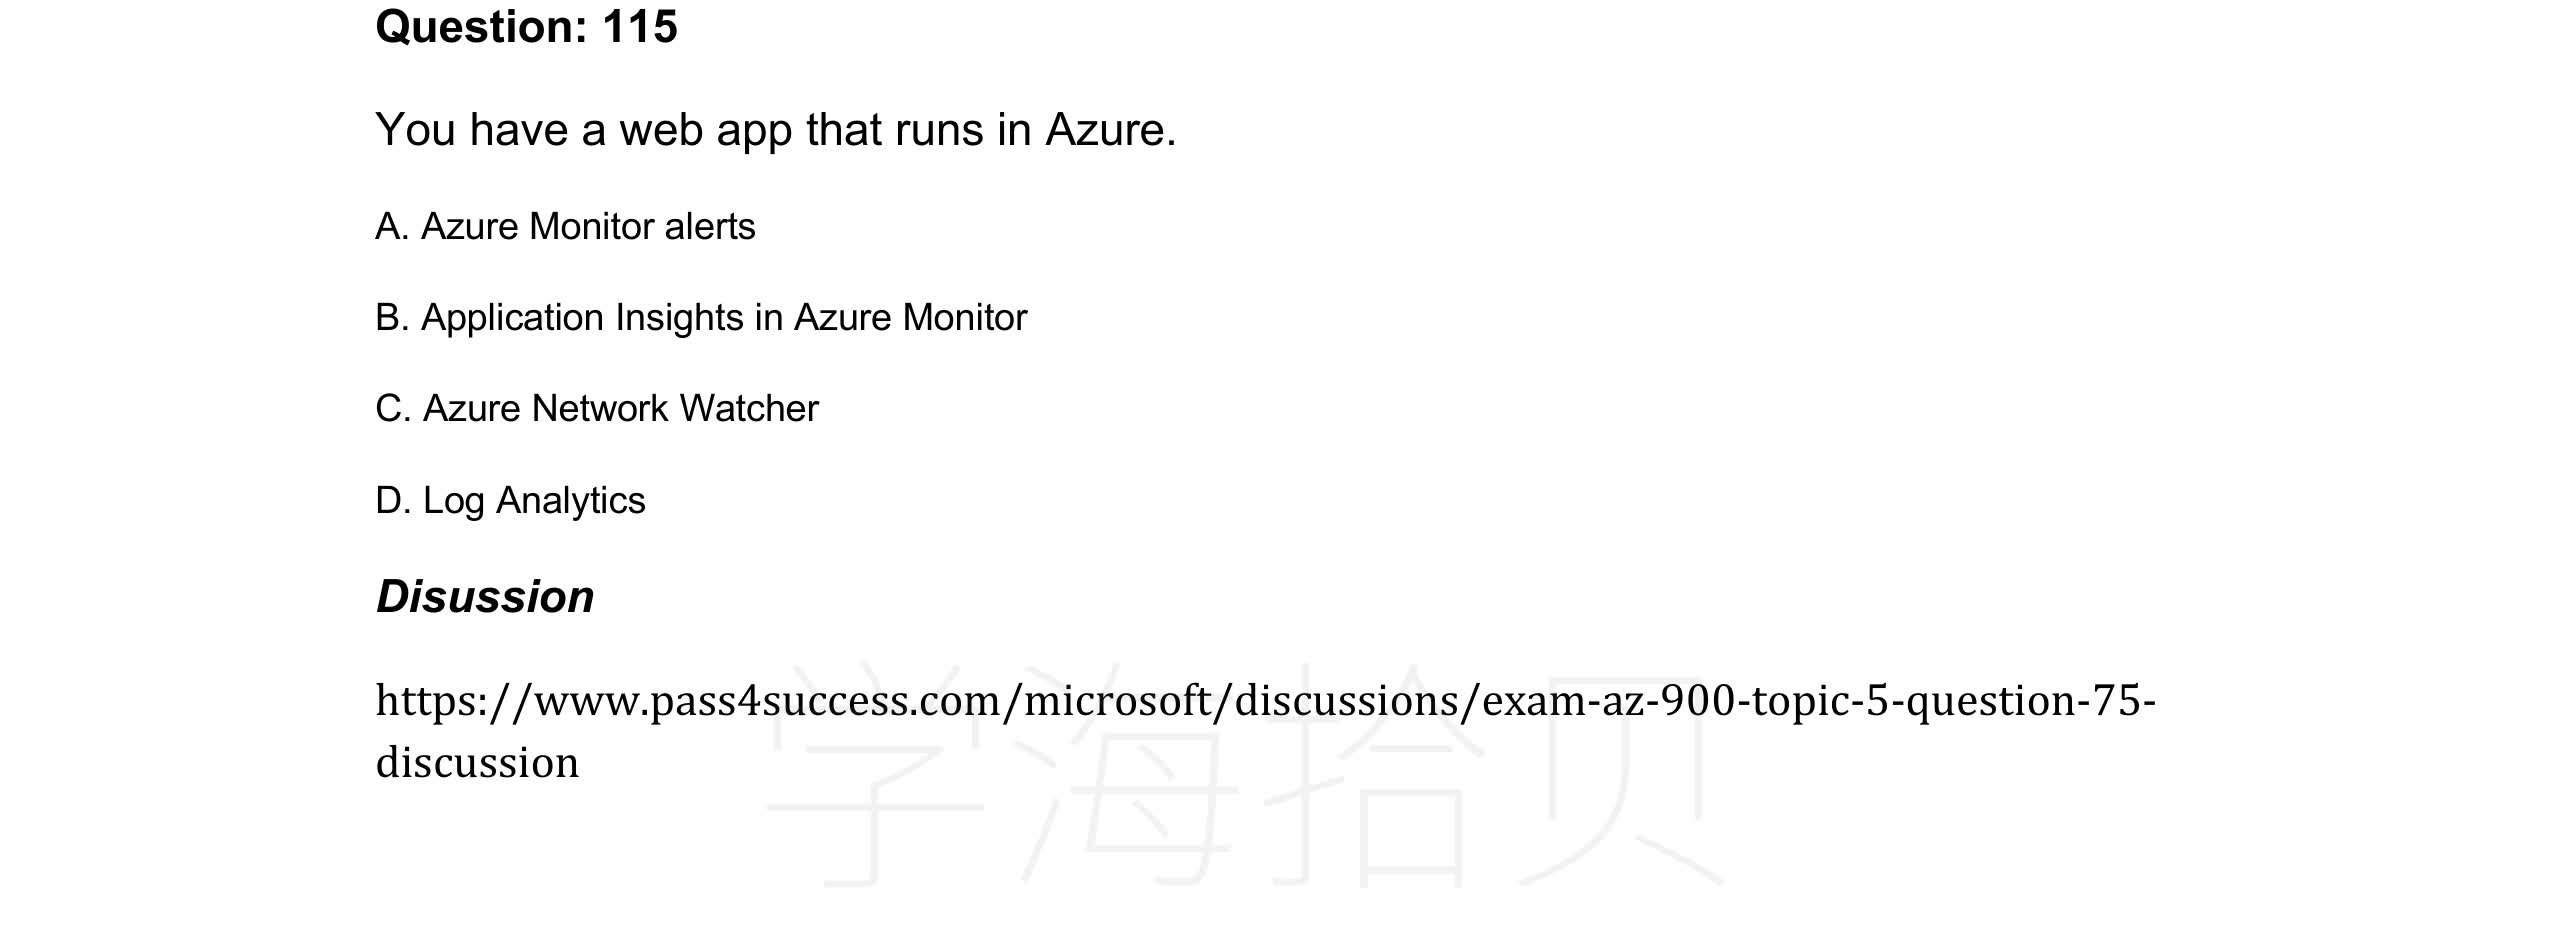 Question: 115
You have a web app that runs in Azure.
A. Azure Monitor alerts
B. Application Insights in Azure Monitor
C. Azure Network Watcher
D. Log Analytics
Disussion
https://www.pass4success.com/microsoft/discussions/exam-az-900-topic-5-question-75-
discussion
学海拾贝